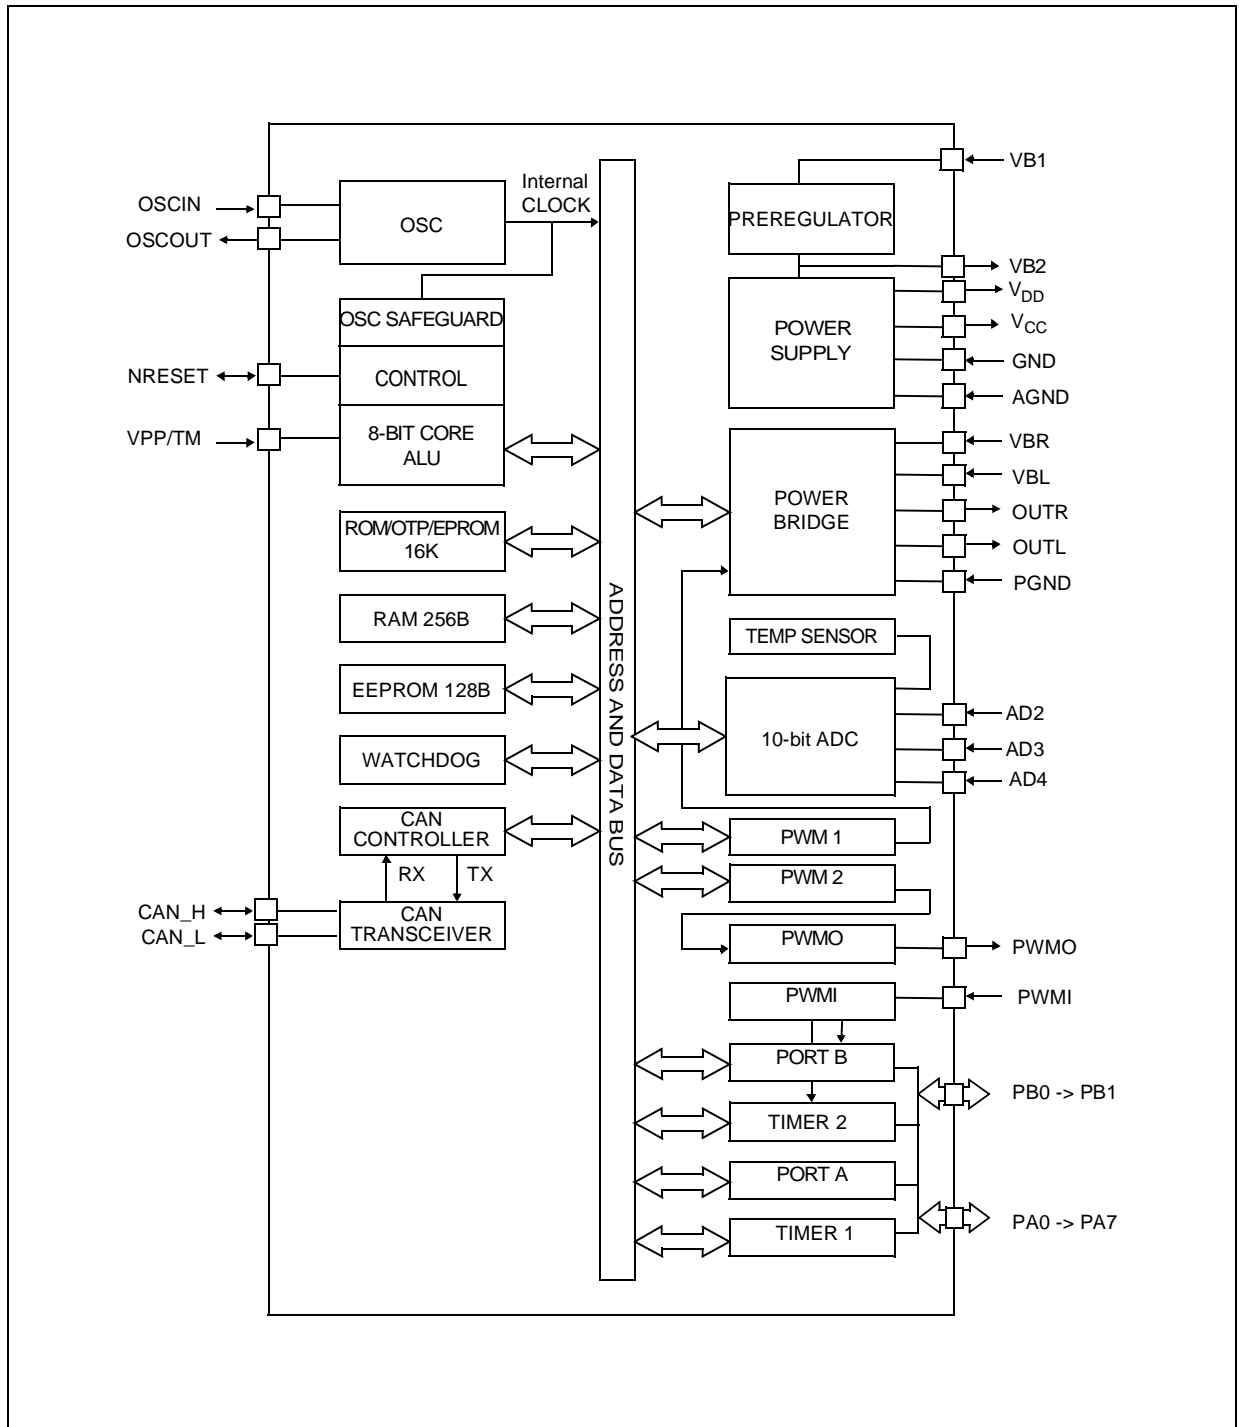 OSCIN
OSCOUT
NRESET
VPP/TM
CAN_H
CAN_L
OSC
Internal
CLOCK
OSC SAFEGUARD
CONTROL
8-BIT CORE
ALU
ROM/OTP/EPROM
16K
RAM 256B
EEPROM 128B
WATCHDOG
CAN
CONTROLLER
RX
TX
CAN
TRANSCEIVER
ADDRESS AND DATA BUS
PREREGULATOR
POWER
SUPPLY
POWER
BRIDGE
TEMP SENSOR
10-bit ADC
PWM 1
PWM 2
PWMO
PWMI
PORT B
TIMER 2
PORT A
TIMER 1
VB1
VB2
VDD
VCC
GND
AGND
VBR
VBL
OUTR
OUTL
PGND
AD2
AD3
AD4
PWMO
PWMI
PB0 -> PB1
PA0 -> PA7